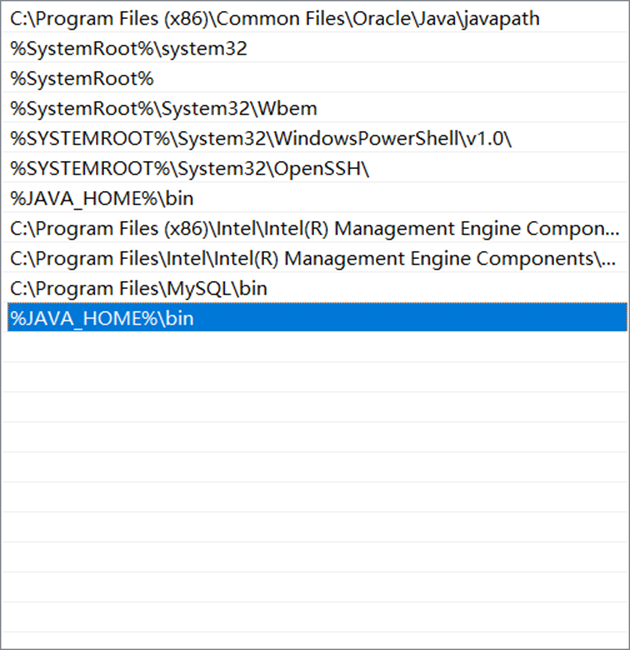 C:\Program Files (x86)\Common Files\Oracle\Java\javapath
%SystemRoot%\system32
%SystemRoot%
%SystemRoot%\System32\Wbem
%SYSTEMROOT%\System32\WindowsPowerShell\v1.0\
%SYSTEMROOT%\System32\OpenSSH\
%JAVA_HOME%\bin
C:\Program Files (x86)\Intel\Intel(R) Management Engine Compon...
C:\Program Files\Intel\Intel(R) Management Engine Components\...
C:\Program Files\MySQL\bin
%JAVA_HOME%\bin